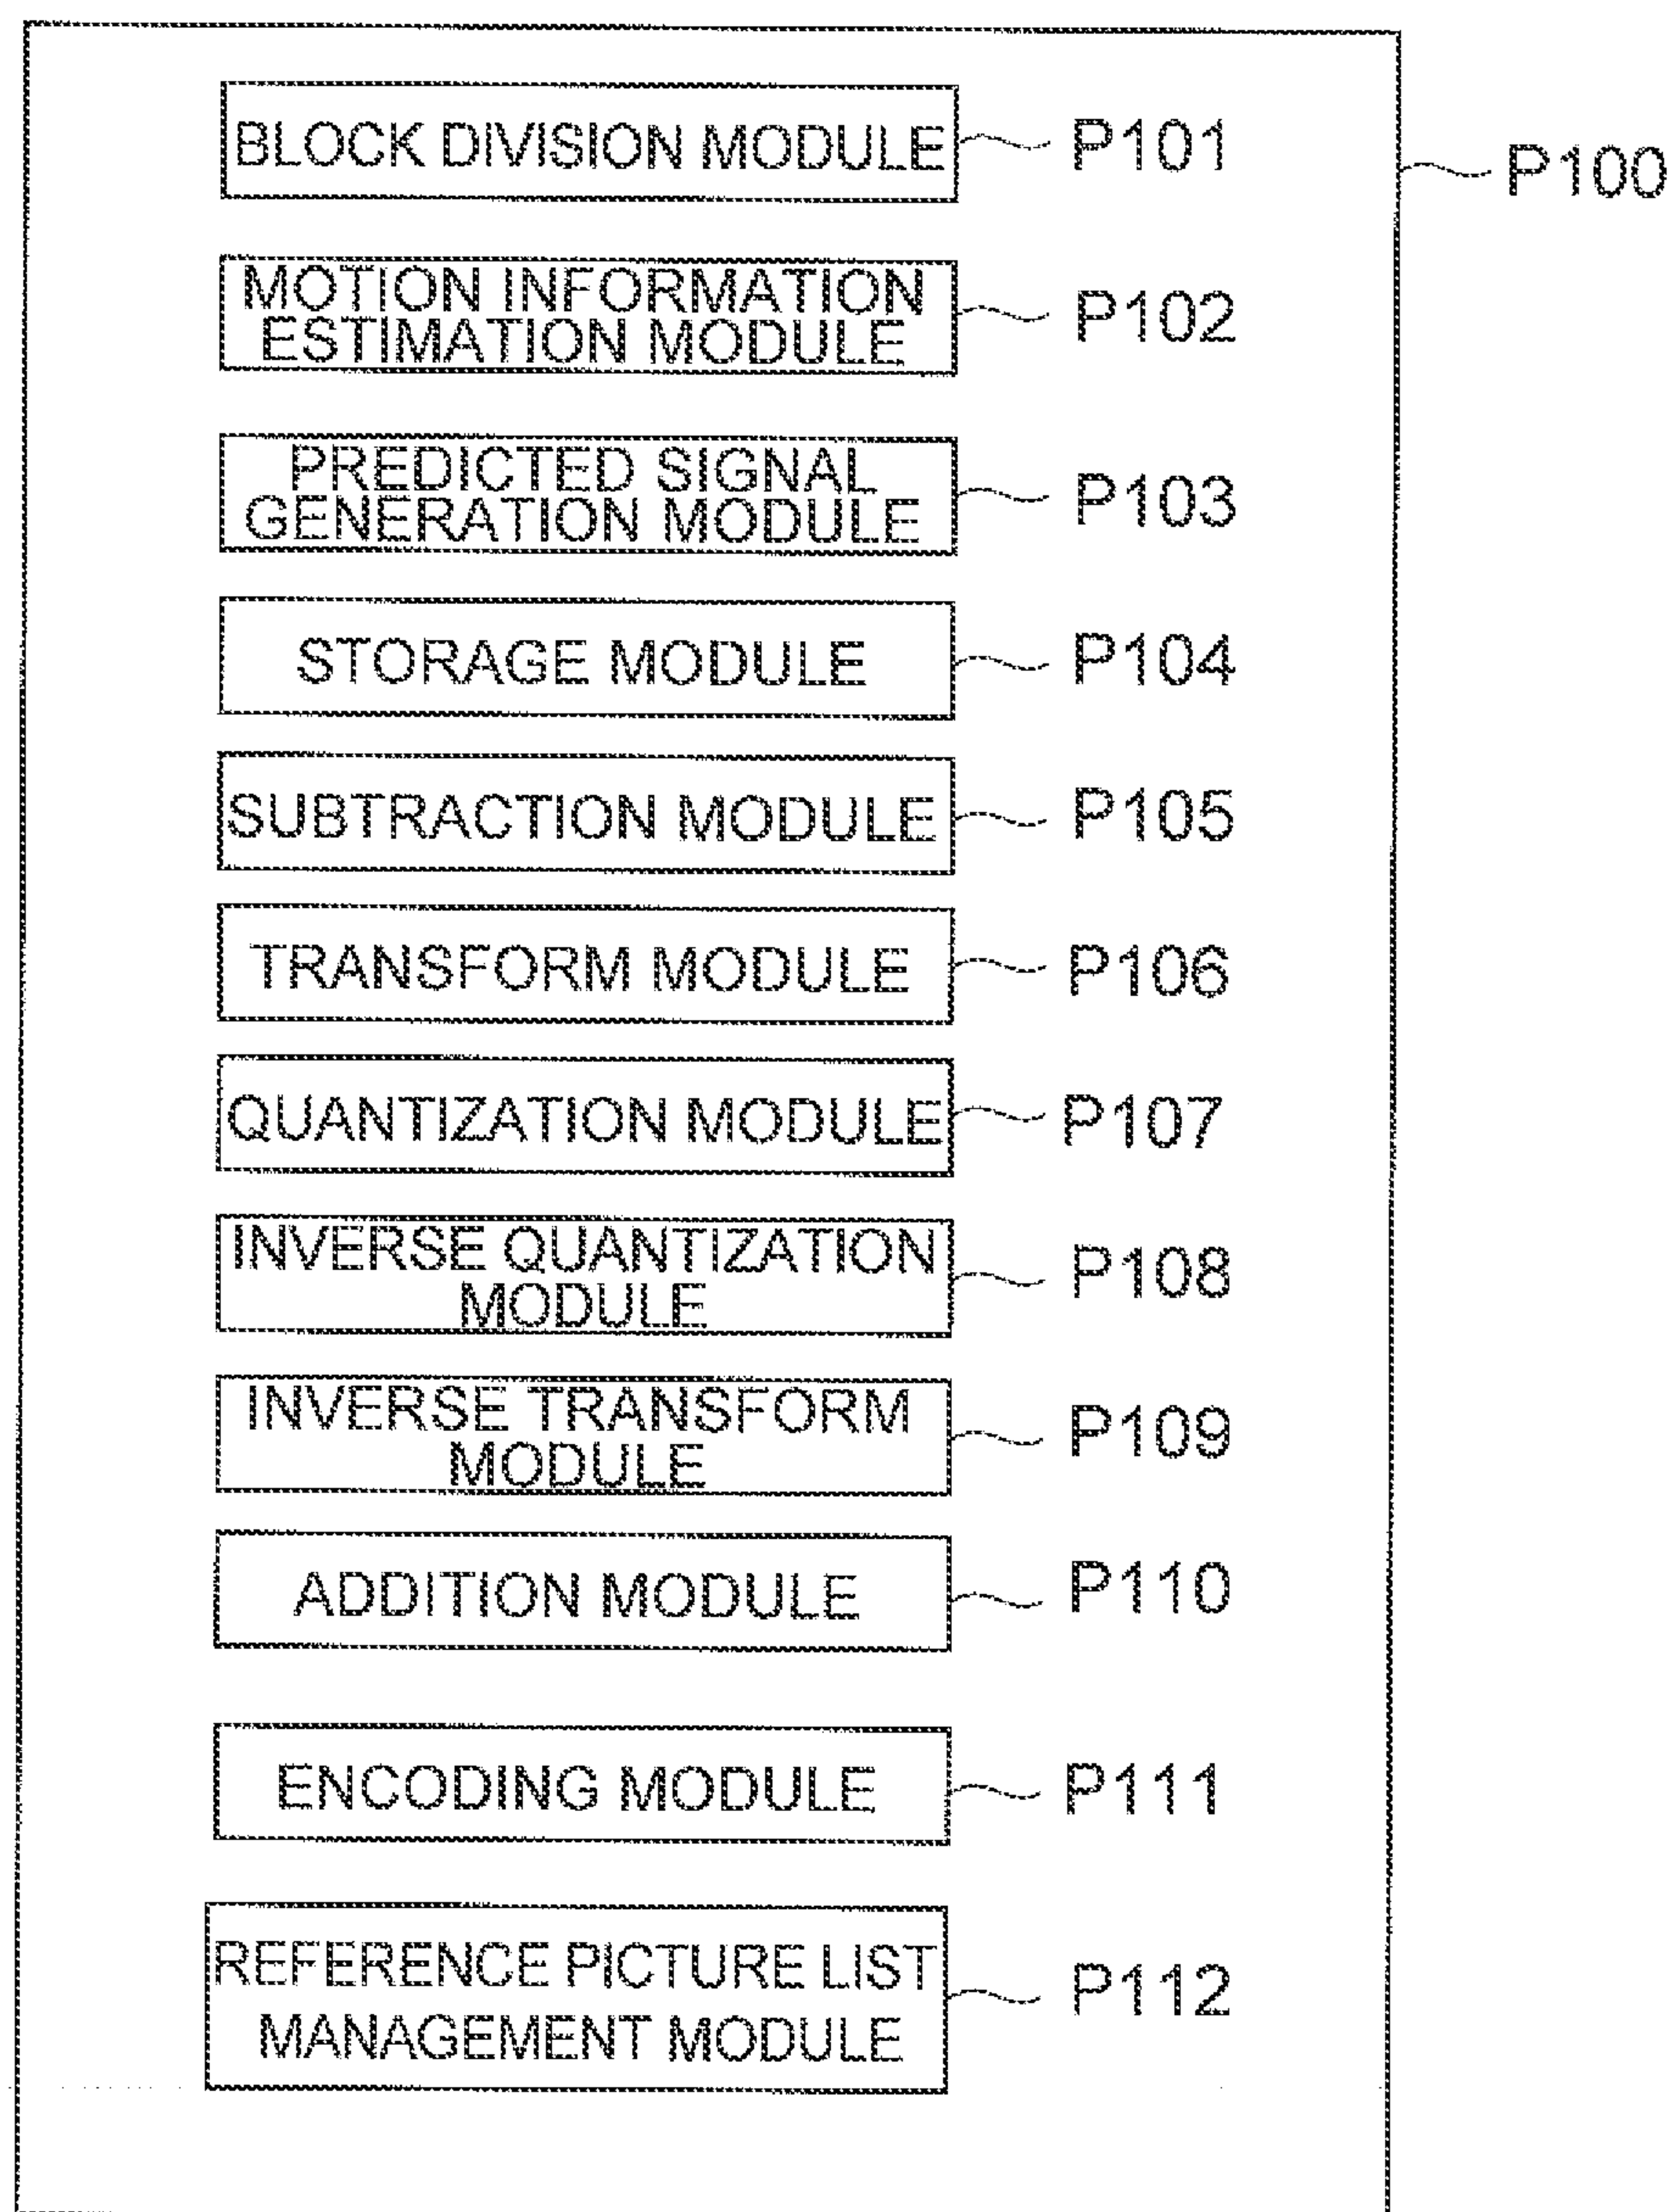 BLOCK DIVISION MODULE P101
P100
MOTION INFORMATION
ESTIMATION MODULE P102
PREDICTED SIGNAL
GENERATION MODULE P103
STORAGE MODULE P104
SUBTRACTION MODULE P105
TRANSFORM MODULE P106
QUANTIZATION MODULE P107
INVERSE QUANTIZATION
MODULE P108
INVERSE TRANSFORM
MODULE P109
ADDITION MODULE P110
ENCODING MODULE P111
REFERENCE PICTURE LIST
MANAGEMENT MODULE P112